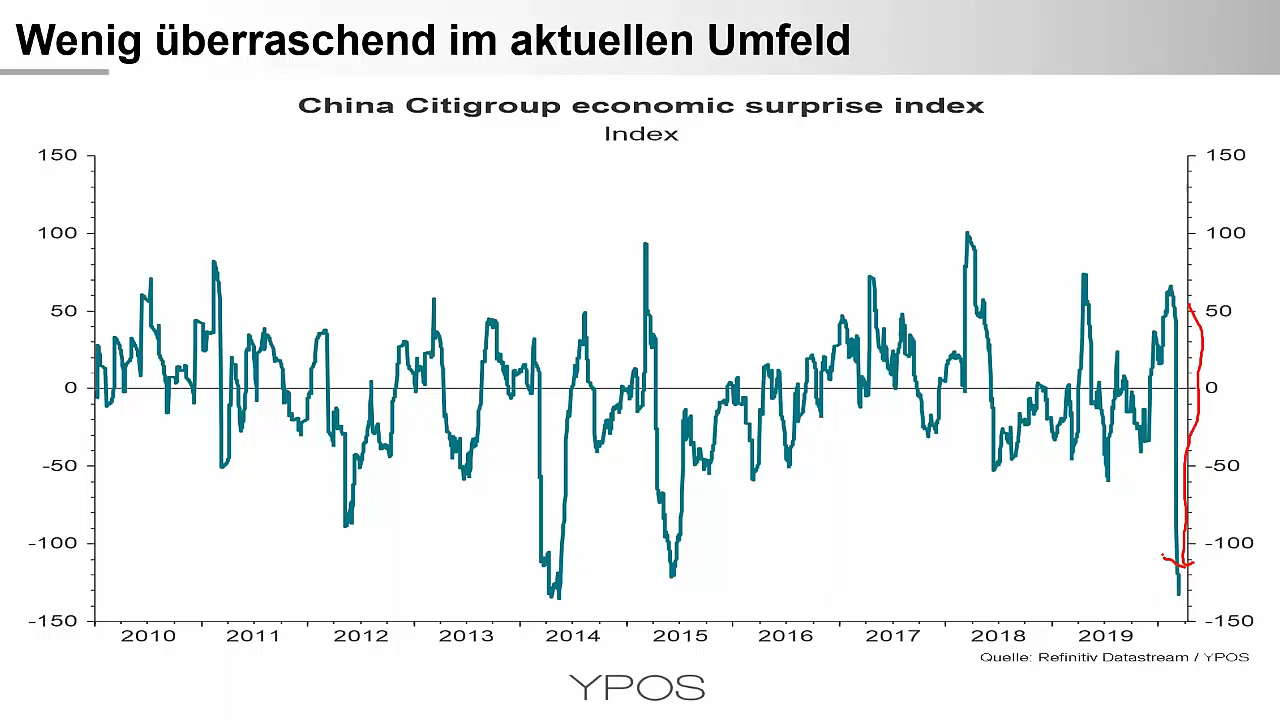 Wenig überraschend im aktuellen Umfeld
China Citigroup economic surprise index
Index
150 150
100 100
50 50
0 0
-50 -50
-100 -100
-150 -150
2010 2011 2012 2013 2014 2015 2016 2017 2018 2019
Quelle: Refinitiv Datastream / YPOS
YPOS